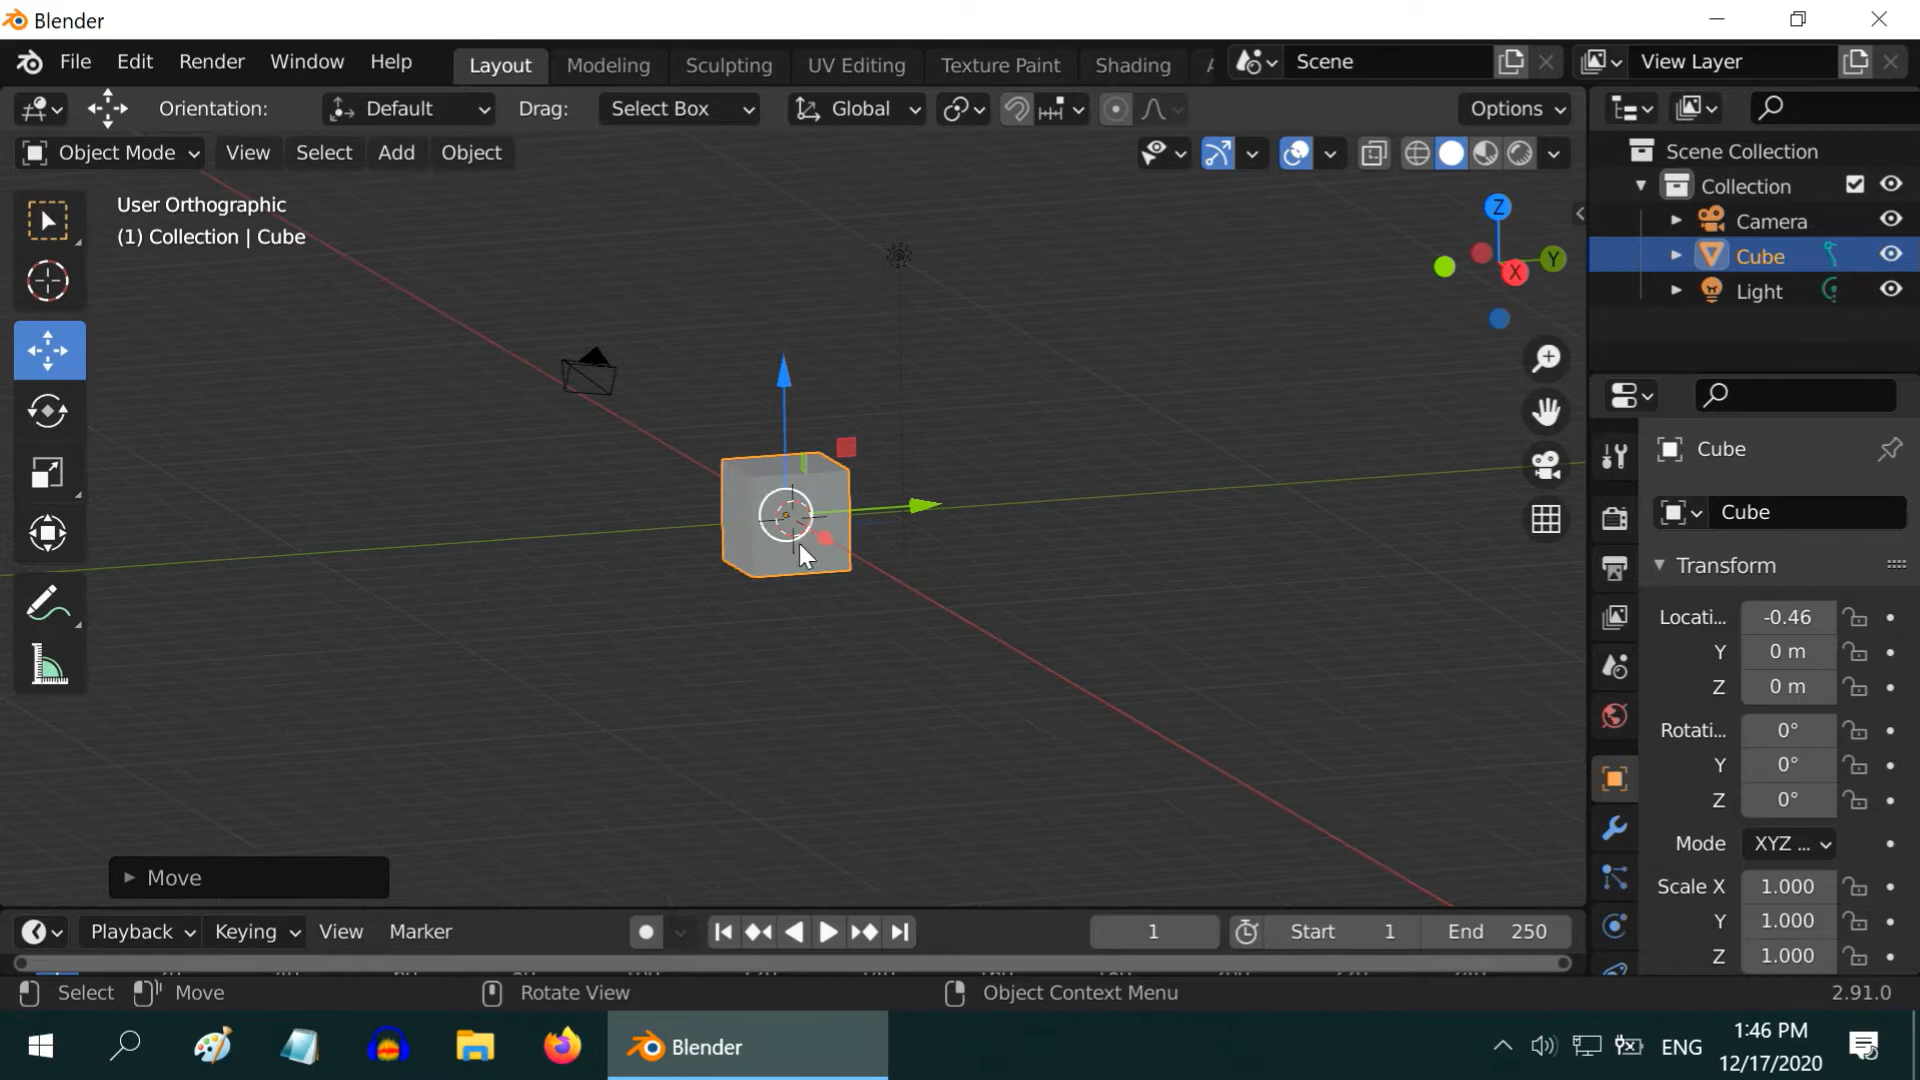 Blender
File Edit Render Window Help Layout Modeling Sculpting UV Editing Texture Paint Shading Scene View Layer
Orientation: Default Drag: Select Box Global Options
Object Mode View Select Add Object
User Orthographic
(1) Collection | Cube
Z
Y
X
Scene Collection
Collection
Camera
Cube
Light
Cube
Cube
Transform
Locati... -0.46
Y 0 m
Z 0 m
Rotati... 0°
Y 0°
Z 0°
Mode XYZ ...
Scale X 1.000
Y 1.000
Z 1.000
Move
Playback Keying View Marker 1 Start 1 End 250
Select Move Rotate View Object Context Menu 2.91.0
Blender ENG 1:46 PM
12/17/2020